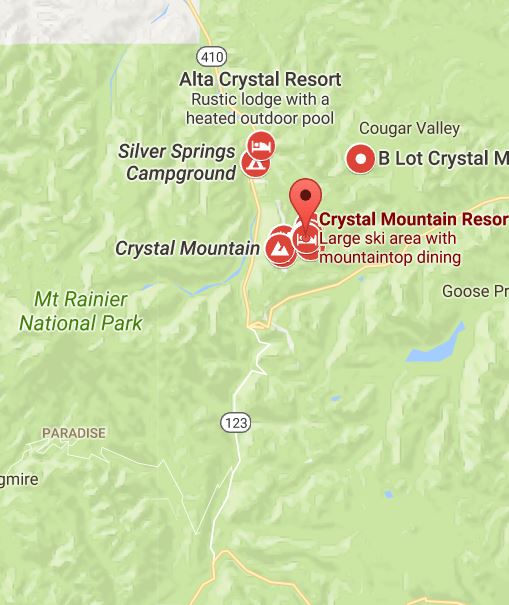 410
Alta Crystal Resort
Rustic lodge with a
heated outdoor pool
Cougar Valley
Silver Springs
Campground
B Lot Crystal M
Crystal Mountain Resor
Large ski area with
mountaintop dining
Crystal Mountain
Goose Pr
Mt Rainier
National Park
123
PARADISE
gmire